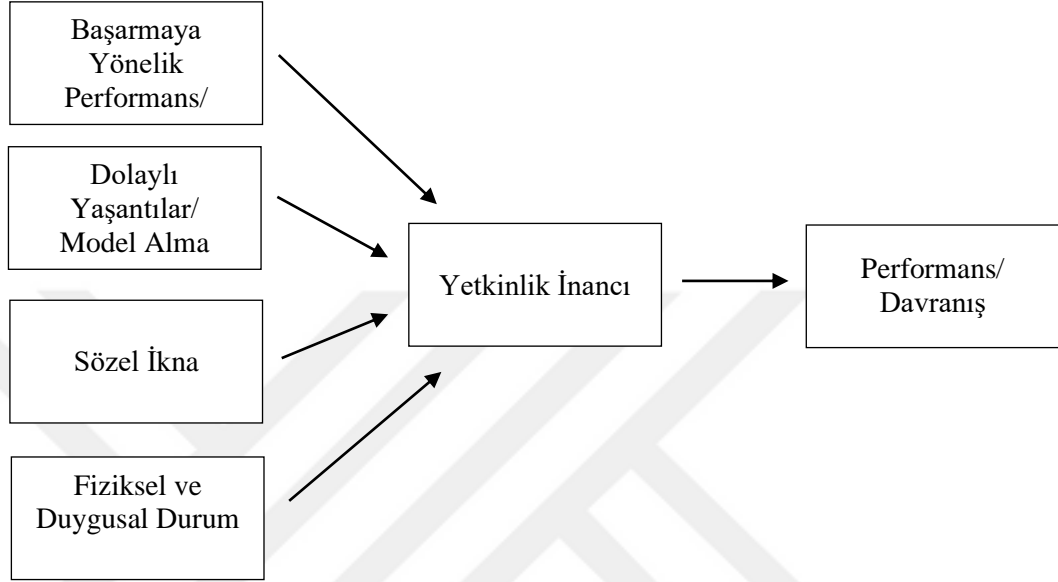 Başarmaya
Yönelik
Performans/
Dolaylı
Yaşantılar/
Model Alma
Sözel İkna
Fiziksel ve
Duygusal Durum
Yetkinlik İnancı
Performans/
Davranış